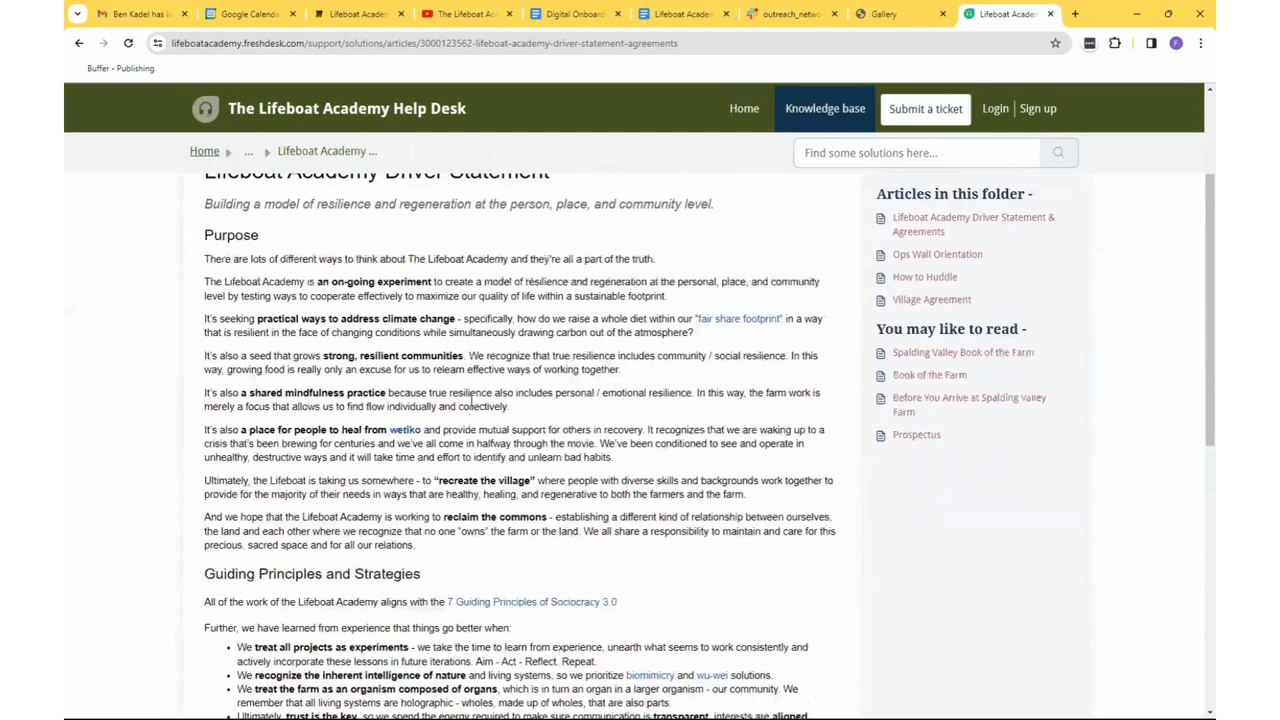 Ben Kadel has in
Google Calenda
Lifeboat Acade
The Lifeboat Ac
Digital Onboard
Lifeboat Acade
outreach_netwo
Gallery
Lifeboat Acade
lifeboatacademy.freshdesk.com/support/solutions/articles/3000123562-lifeboat-academy-driver-statement-agreements
F
Buffer - Publishing
The Lifeboat Academy Help Desk
Home
Knowledge base
Submit a ticket
Login
Sign up
Home
...
Lifeboat Academy ...
Find some solutions here...
Lifeboat Academy Driver Statement
Building a model of resilience and regeneration at the person, place, and community level.
Purpose
There are lots of different ways to think about The Lifeboat Academy and they're all a part of the truth.
The Lifeboat Academy is an on-going experiment to create a model of resilience and regeneration at the personal, place, and community
level by testing ways to cooperate effectively to maximize our quality of life within a sustainable footprint.
It's seeking practical ways to address climate change - specifically, how do we raise a whole diet within our "fair share footprint" in a way
that is resilient in the face of changing conditions while simultaneously drawing carbon out of the atmosphere?
It's also a seed that grows strong, resilient communities. We recognize that true resilience includes community / social resilience. In this
way, growing food is really only an excuse for us to relearn effective ways of working together.
It's also a shared mindfulness practice because true resilience also includes personal / emotional resilience. In this way, the farm work is
merely a focus that allows us to find flow individually and collectively.
It's also a place for people to heal from wetiko and provide mutual support for others in recovery. It recognizes that we are waking up to a
crisis that's been brewing for centuries and we've all come in halfway through the movie. We've been conditioned to see and operate in
unhealthy, destructive ways and it will take time and effort to identify and unlearn bad habits.
Ultimately, the Lifeboat is taking us somewhere - to "recreate the village" where people with diverse skills and backgrounds work together to
provide for the majority of their needs in ways that are healthy, healing, and regenerative to both the farmers and the farm.
And we hope that the Lifeboat Academy is working to reclaim the commons - establishing a different kind of relationship between ourselves,
the land and each other where we recognize that no one "owns" the farm or the land. We all share a responsibility to maintain and care for this
precious, sacred space and for all our relations.
Guiding Principles and Strategies
All of the work of the Lifeboat Academy aligns with the 7 Guiding Principles of Sociocracy 3.0
Further, we have learned from experience that things go better when:
• We treat all projects as experiments - we take the time to learn from experience, unearth what seems to work consistently and
actively incorporate these lessons in future iterations. Aim - Act - Reflect. Repeat.
• We recognize the inherent intelligence of nature and living systems, so we prioritize biomimicry and wu-wei solutions.
• We treat the farm as an organism composed of organs, which is in turn an organ in a larger organism - our community. We
remember that all living systems are holographic - wholes, made up of wholes, that are also parts.
• Ultimately, trust is the key, so we spend the energy required to make sure communication is transparent, interests are aligned
Articles in this folder -
Lifeboat Academy Driver Statement &
Agreements
Ops Wall Orientation
How to Huddle
Village Agreement
You may like to read -
Spalding Valley Book of the Farm
Book of the Farm
Before You Arrive at Spalding Valley
Farm
Prospectus